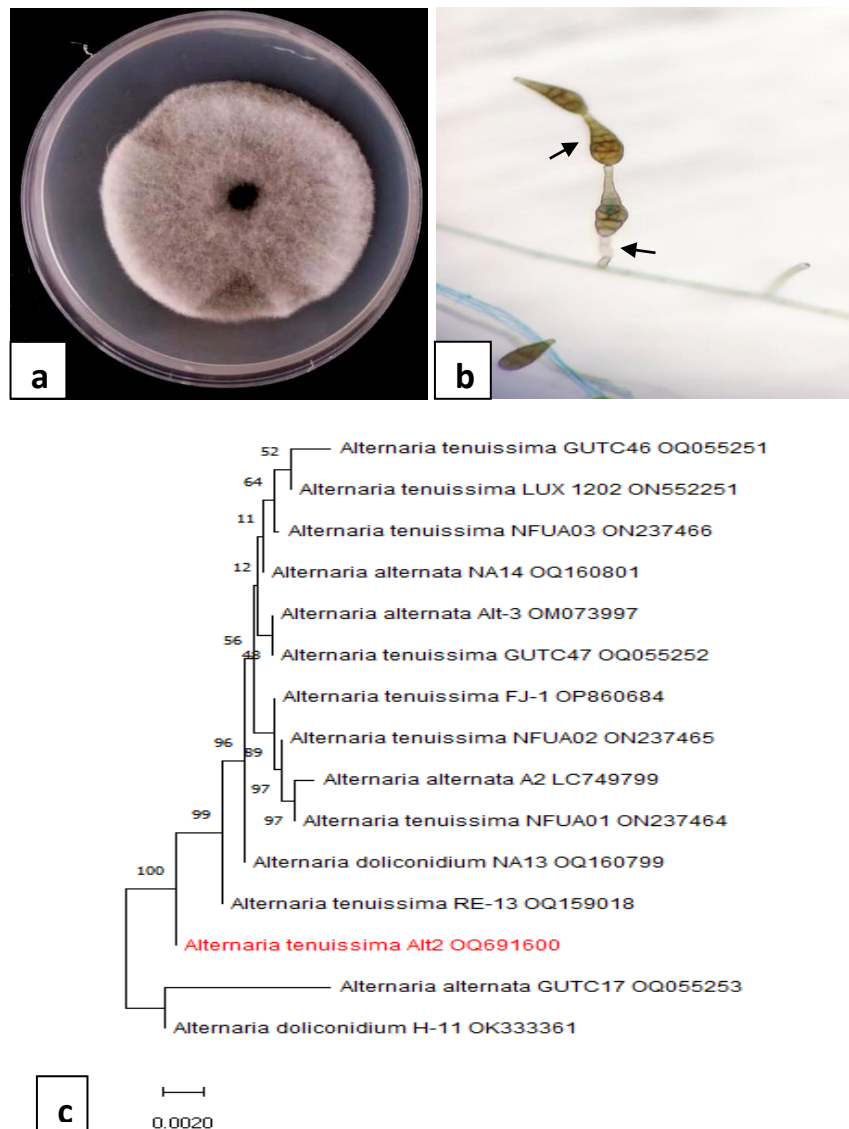 a
b
52
Alternaria tenuissima GUTC46 OQ055251
64
Alternaria tenuissima LUX 1202 ON552251
11
Alternaria tenuissima NFUA03 ON237466
12
Alternaria alternata NA14 OQ160801
Alternaria alternata Alt-3 OM073997
56
48
Alternaria tenuissima GUTC47 OQ055252
Alternaria tenuissima FJ-1 OP860684
96
89
Alternaria tenuissima NFUA02 ON237465
97
Alternaria alternata A2 LC749799
99
97
Alternaria tenuissima NFUA01 ON237464
Alternaria doliconidium NA13 OQ160799
100
Alternaria tenuissima RE-13 OQ159018
Alternaria tenuissima Alt2 OQ691600
Alternaria alternata GUTC17 OQ055253
Alternaria doliconidium H-11 OK333361
c
0.0020